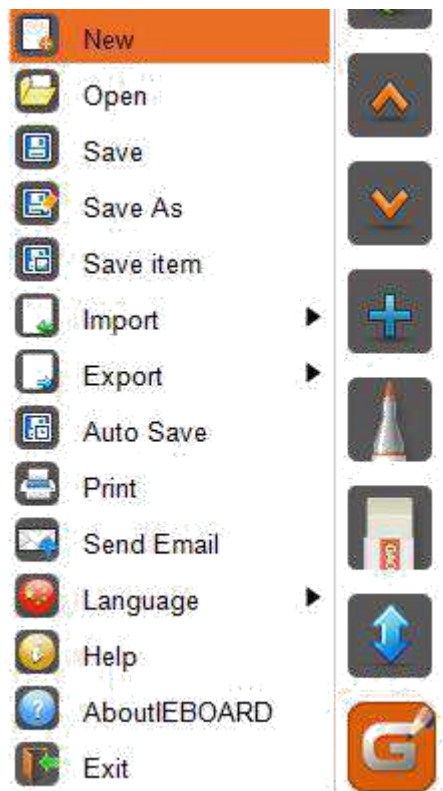 New
Open
Save
Save As
Save item
Import
Export
Auto Save
Print
Send Email
Language
Help
AboutIEBOARD
Exit